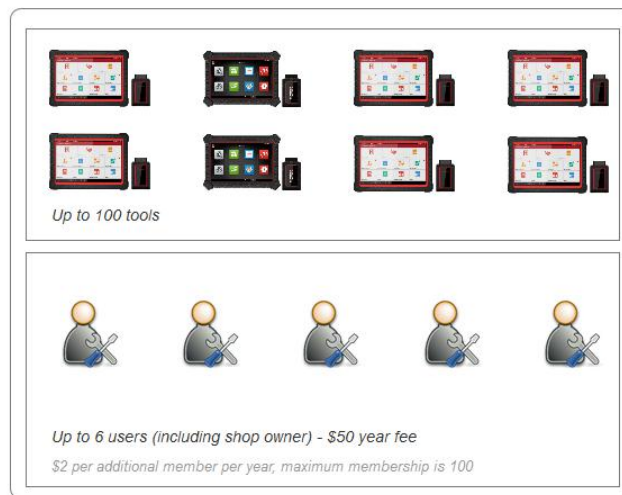 Up to 100 tools
Up to 6 users (including shop owner) - $50 year fee
$2 per additional member per year, maximum membership is 100